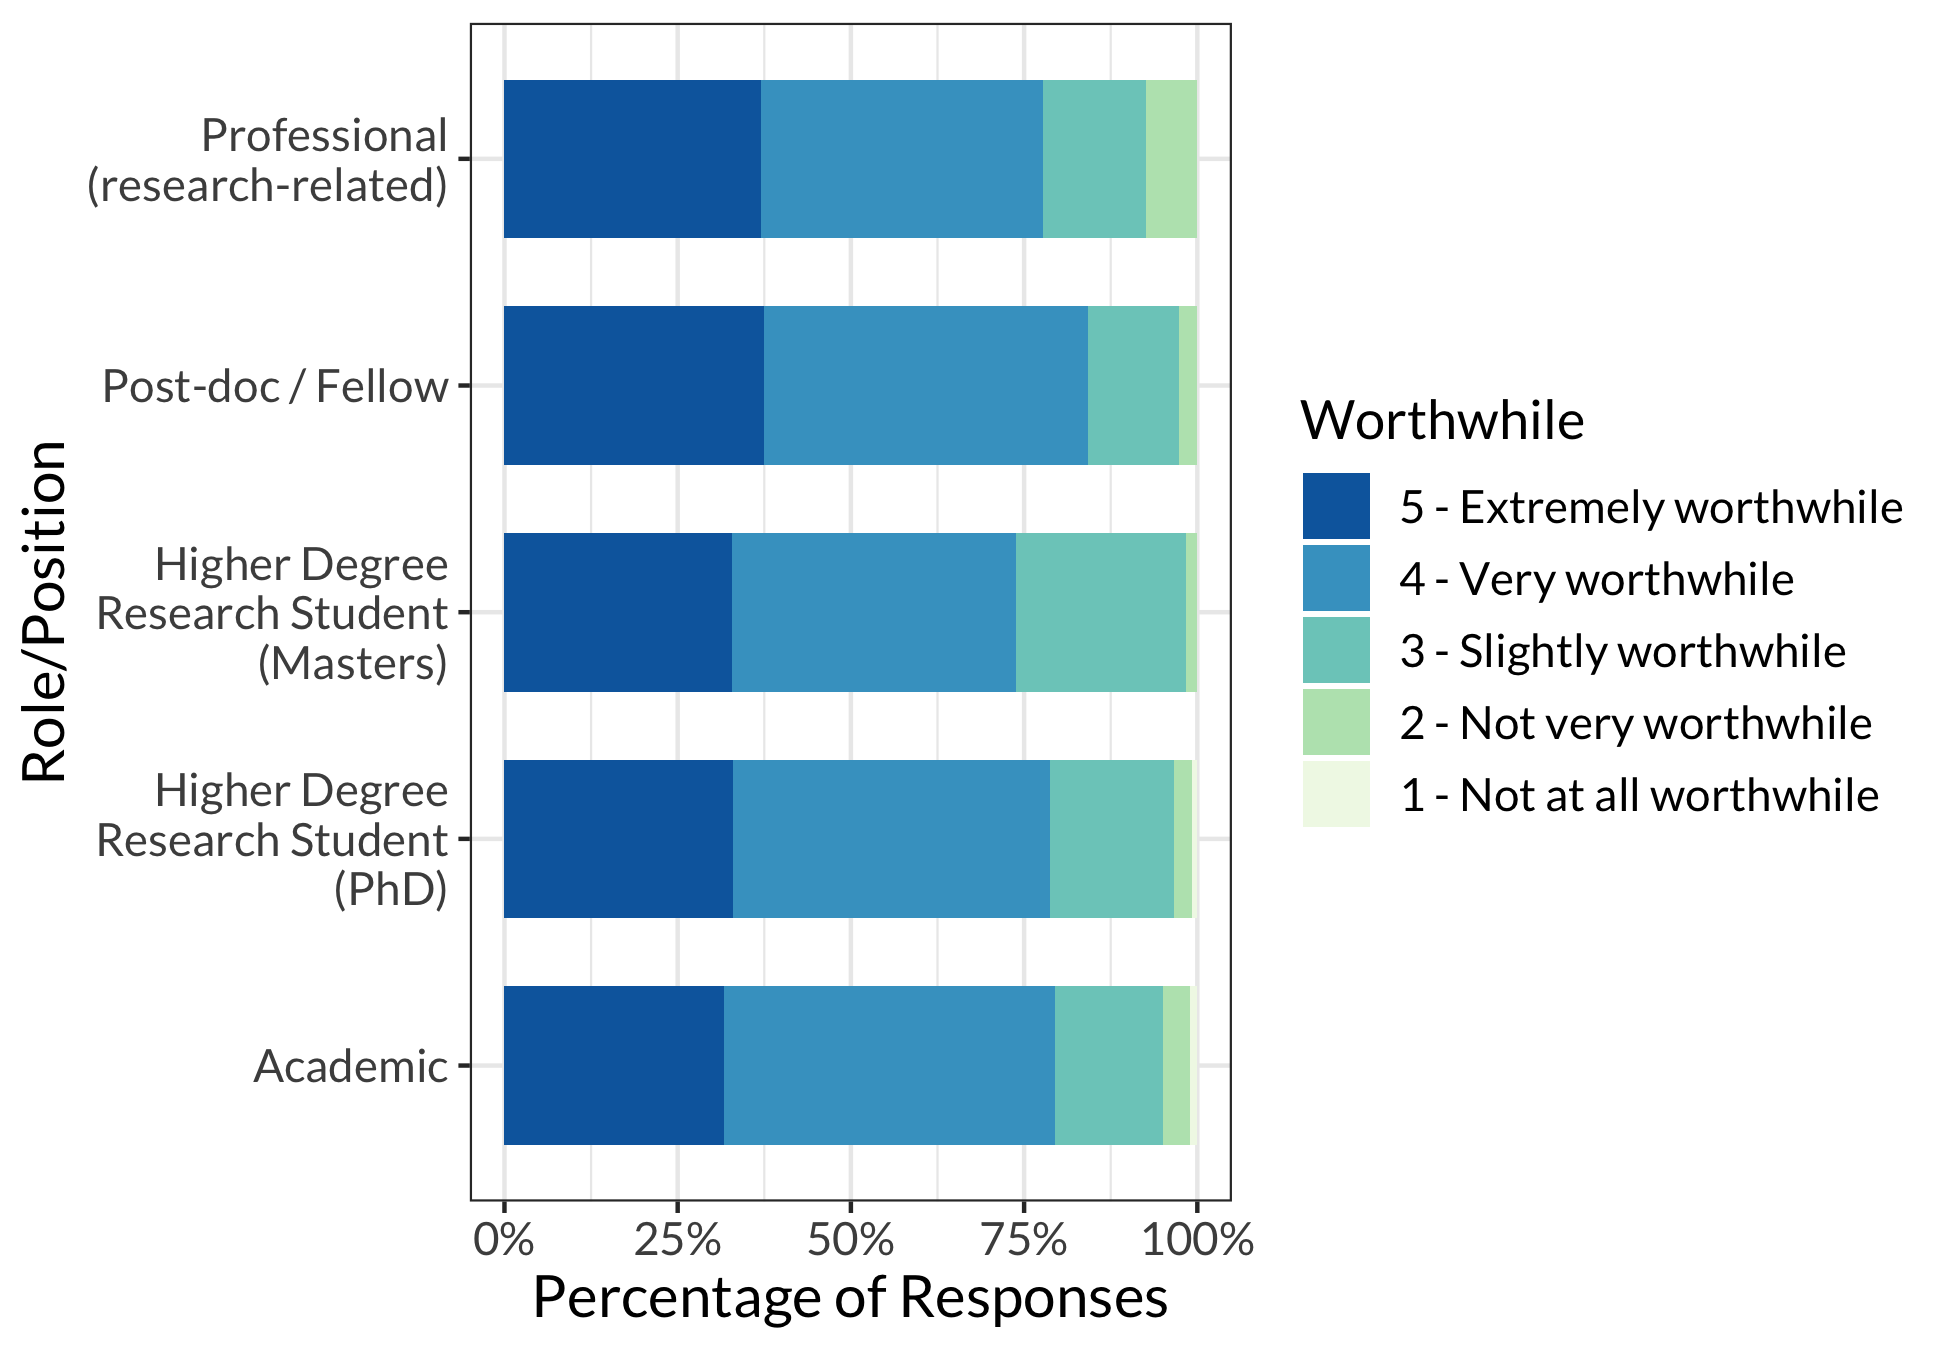 Role/Position
Professional
(research-related)
Post-doc / Fellow
Higher Degree
Research Student
(Masters)
Higher Degree
Research Student
(PhD)
Academic
0% 25% 50% 75% 100%
Percentage of Responses
Worthwhile
5 - Extremely worthwhile
4 - Very worthwhile
3 - Slightly worthwhile
2 - Not very worthwhile
1 - Not at all worthwhile